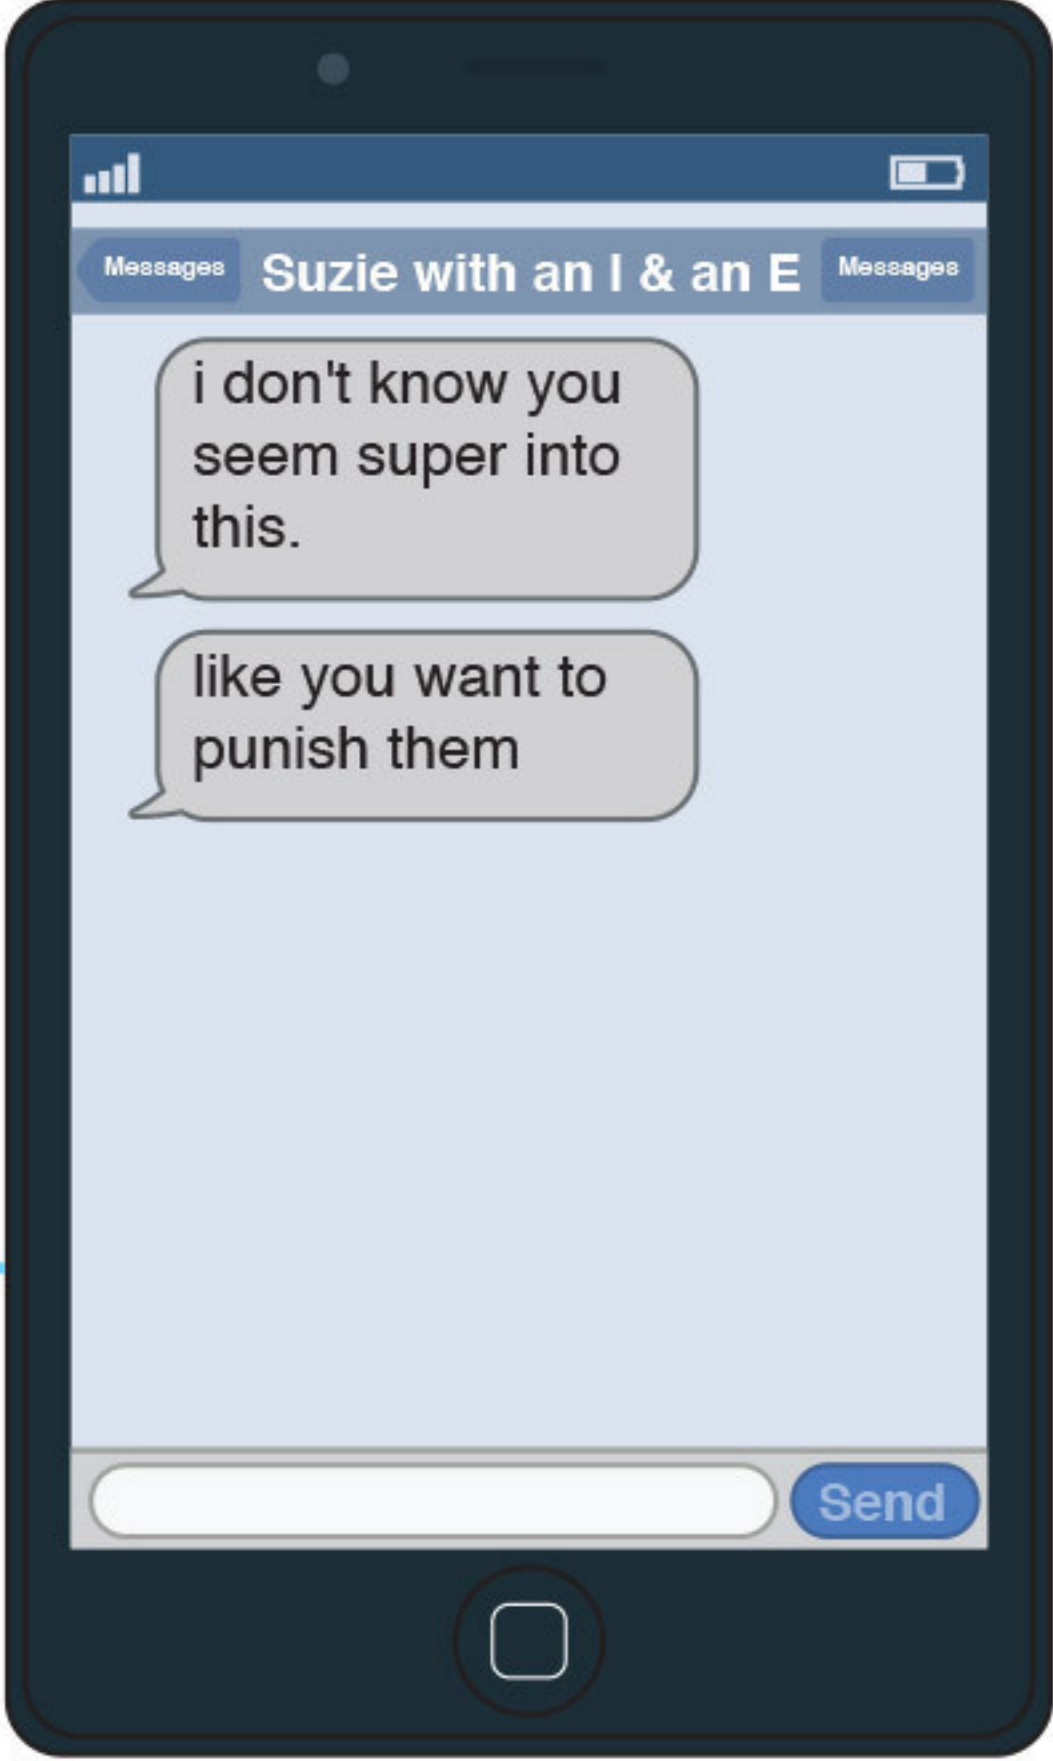 Messages Suzie with an I & an E Messages
i don't know you
seem super into
this.
like you want to
punish them
Send